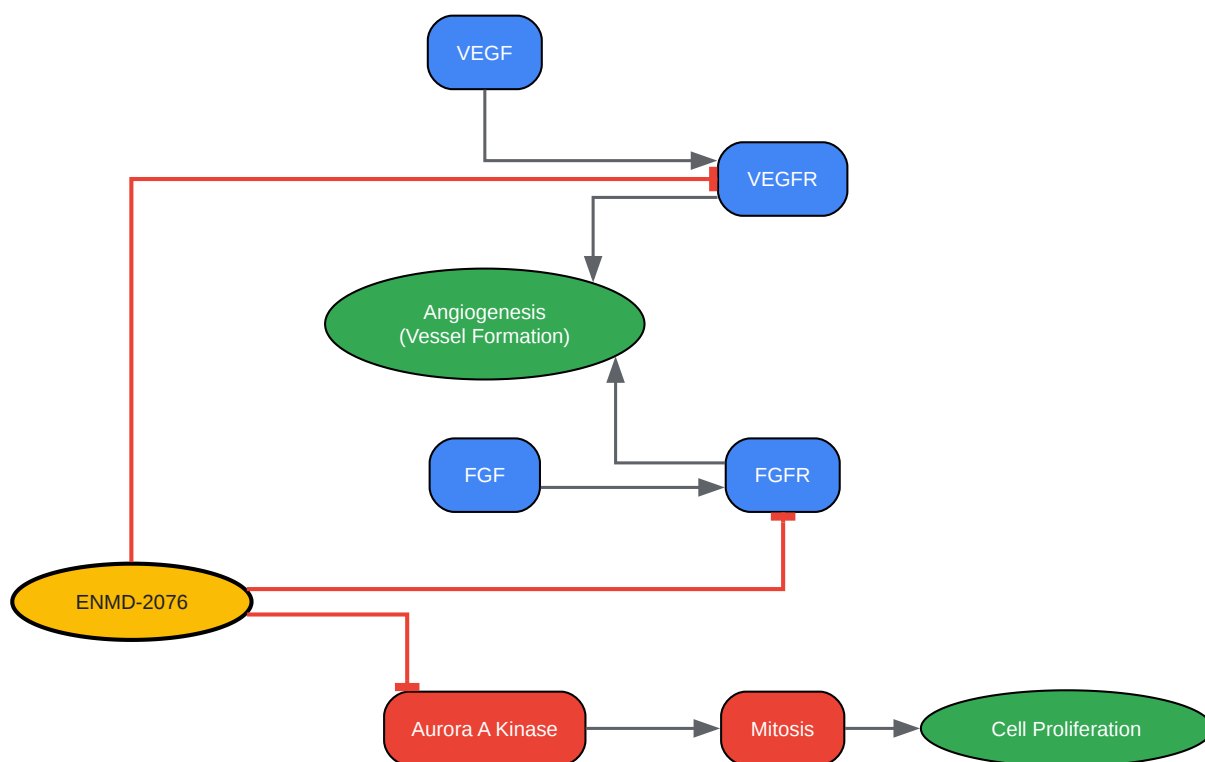 VEGF
VEGFR
Angiogenesis
(Vessel Formation)
FGF
FGFR
ENMD-2076
Aurora A Kinase
Mitosis
Cell Proliferation